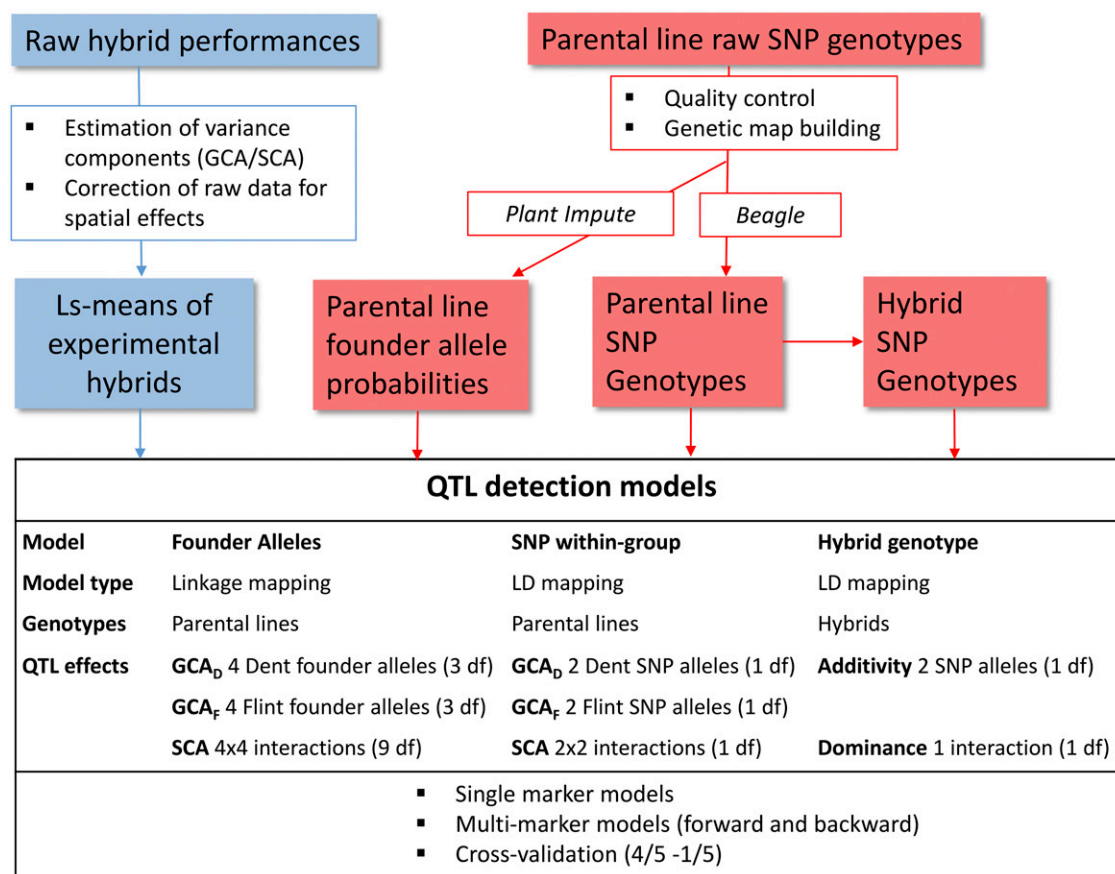 Raw hybrid performances
Parental line raw SNP genotypes
▪ Estimation of variance
components (GCA/SCA)
▪ Correction of raw data for
spatial effects
▪ Quality control
▪ Genetic map building
Plant Impute
Beagle
Ls-means of
experimental
hybrids
Parental line
founder allele
probabilities
Parental line
SNP
Genotypes
Hybrid
SNP
Genotypes
QTL detection models
Model Founder Alleles SNP within-group Hybrid genotype
Model type Linkage mapping LD mapping LD mapping
Genotypes Parental lines Parental lines Hybrids
QTL effects GCA_D 4 Dent founder alleles (3 df) GCA_D 2 Dent SNP alleles (1 df) Additivity 2 SNP alleles (1 df)
GCA_F 4 Flint founder alleles (3 df) GCA_F 2 Flint SNP alleles (1 df)
SCA 4x4 interactions (9 df) SCA 2x2 interactions (1 df) Dominance 1 interaction (1 df)
▪ Single marker models
▪ Multi-marker models (forward and backward)
▪ Cross-validation (4/5 -1/5)